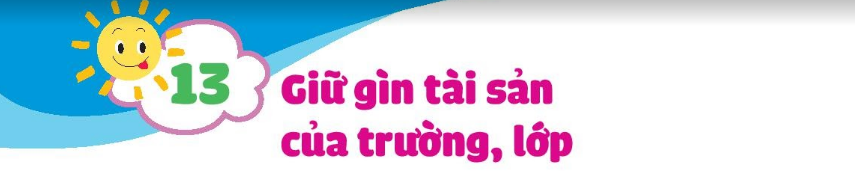 13
Giữ gìn tài sản
của trường, lớp